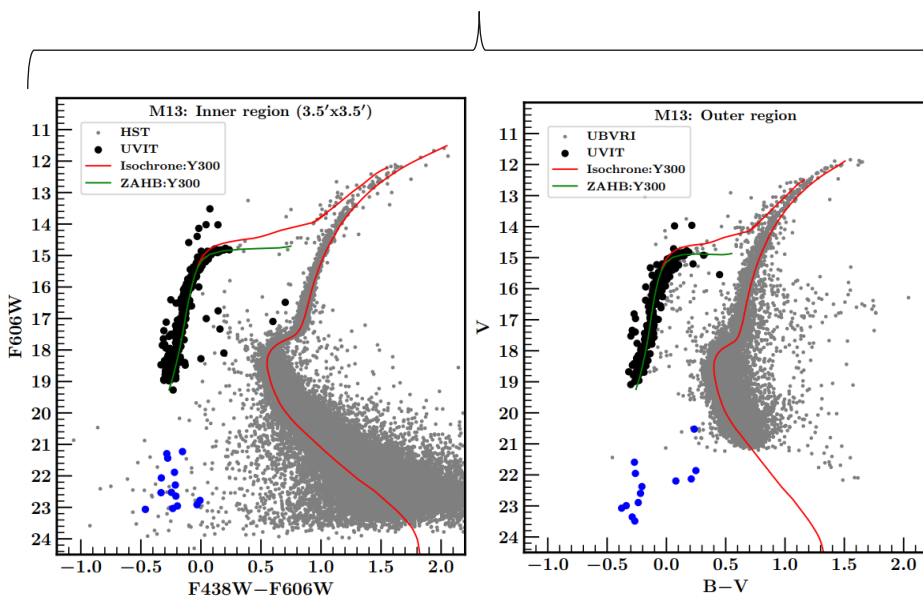 M13: Inner region (3.5′x3.5′)
HST
UVIT
Isochrone:Y300
ZAHB:Y300
F606W
11
12
13
14
15
16
17
18
19
20
21
22
23
24
−1.0 −0.5 0.0 0.5 1.0 1.5 2.0
F438W−F606W
M13: Outer region
UBVRI
UVIT
Isochrone:Y300
ZAHB:Y300
V
11
12
13
14
15
16
17
18
19
20
21
22
23
24
−1.0 −0.5 0.0 0.5 1.0 1.5 2.0
B−V